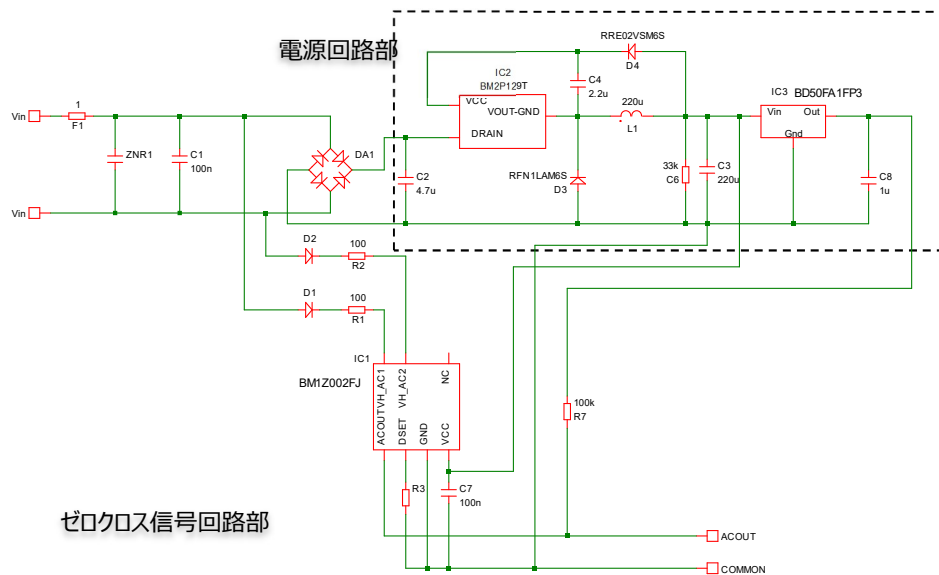 電源回路部
RRE02VSM6S
D4
IC2
BM2P129T
C4
2.2u
220u
L1
IC3
BD50FA1FP3
VCC
VOUT-GND
DRAIN
Vin
Out
Gnd
1
Vin
F1
ZNR1
C1
100n
DA1
C2
4.7u
RFN1LAM6S
D3
33k
C6
C3
220u
C8
1u
Vin
D2
100
R2
D1
100
R1
IC1
BM1Z002FJ
VH_AC1
VH_AC2
NC
ACOUT
DSET
GND
VCC
100k
R7
R3
C7
100n
ゼロクロス信号回路部
ACOUT
COMMON